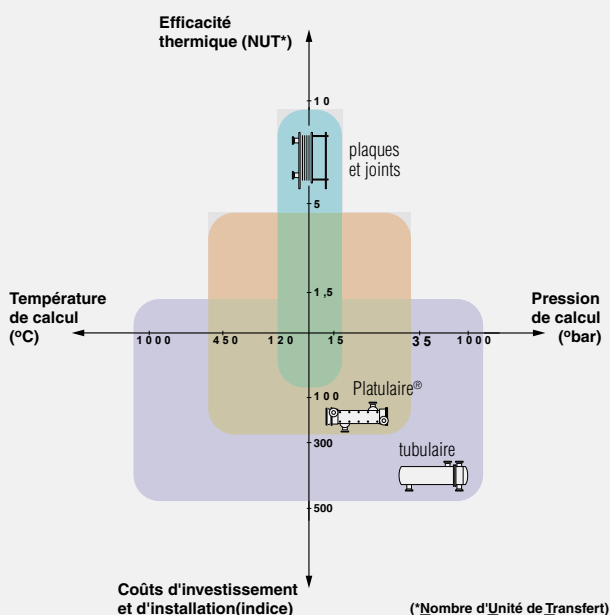 Efficacité
thermique (NUT*)
10
plaques
et joints
5
1,5
Température
de calcul
(ºC)
1000 450 120 15 35 1000
Pression
de calcul
(ºbar)
100
Platulaire®
300
tubulaire
500
Coûts d'investissement
et d'installation(indice)
(*Nombre d'Unité de Transfert)